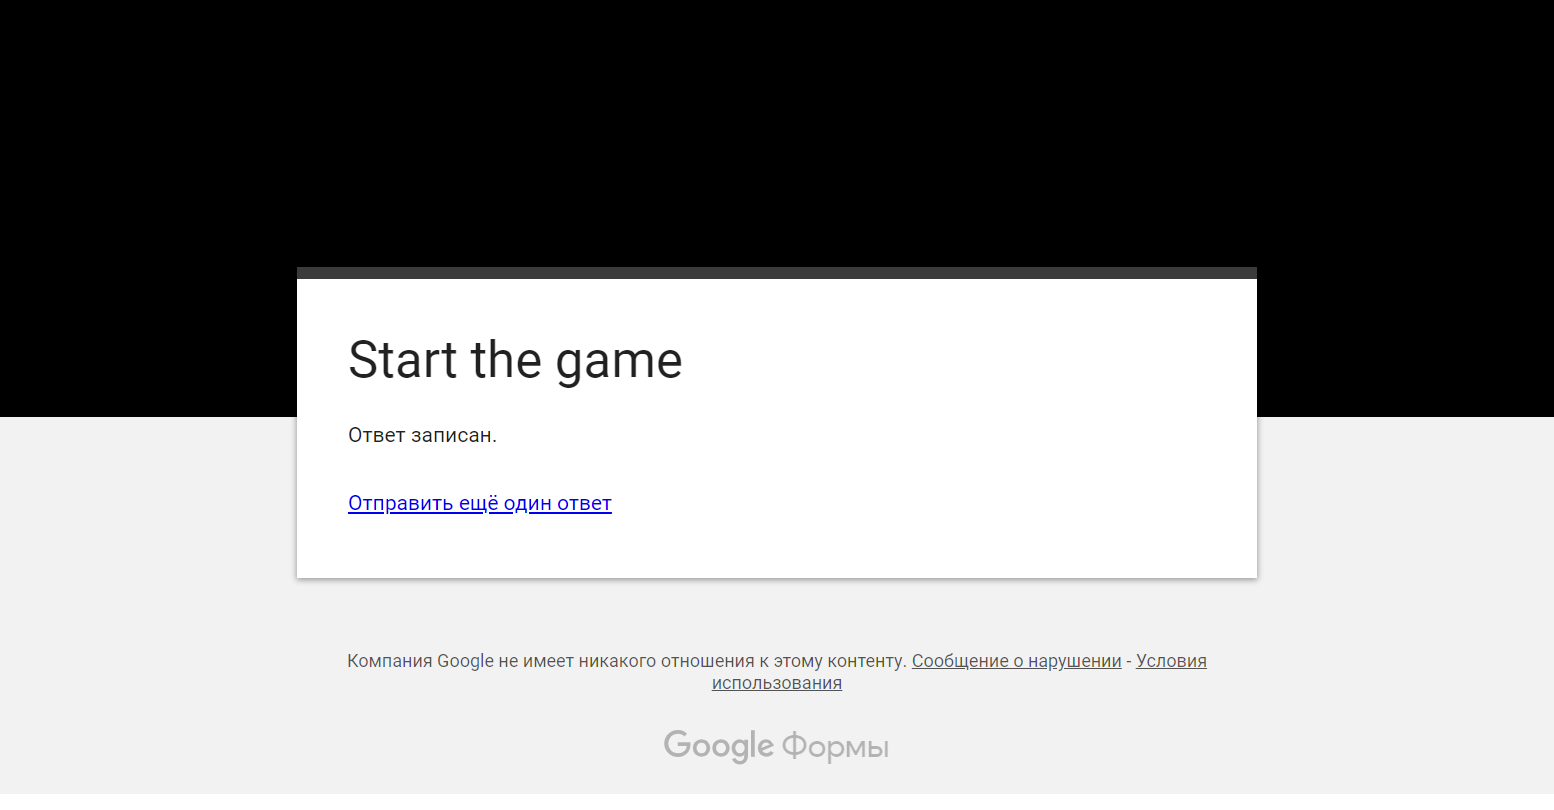 Start the game
Ответ записан.
Отправить ещё один ответ
Компания Google не имеет никакого отношения к этому контенту. Сообщение о нарушении - Условия
использования
Google Формы